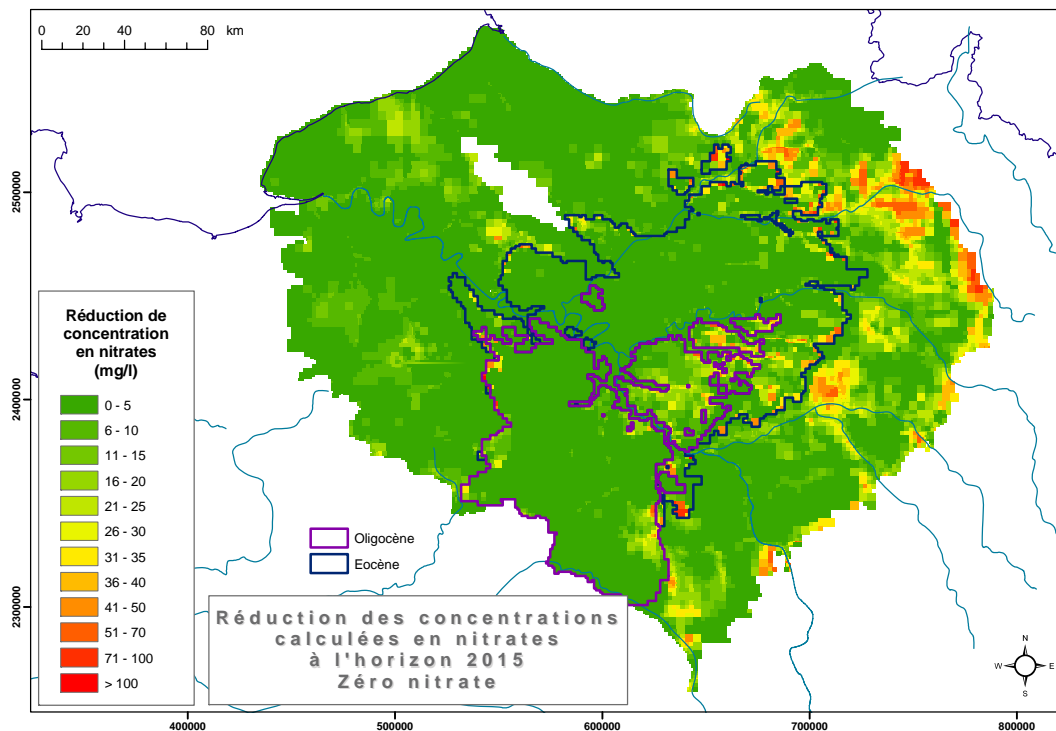 0 20 40 80 km
2500000
2400000
2300000
Réduction de
concentration
en nitrates
(mg/l)
0 - 5
6 - 10
11 - 15
16 - 20
21 - 25
26 - 30
31 - 35
36 - 40
41 - 50
51 - 70
71 - 100
> 100
Oligocène
Eocène
Réduction des concentrations
calculées en nitrates
à l'horizon 2015
Zéro nitrate
N
W E
S
400000 500000 600000 700000 800000